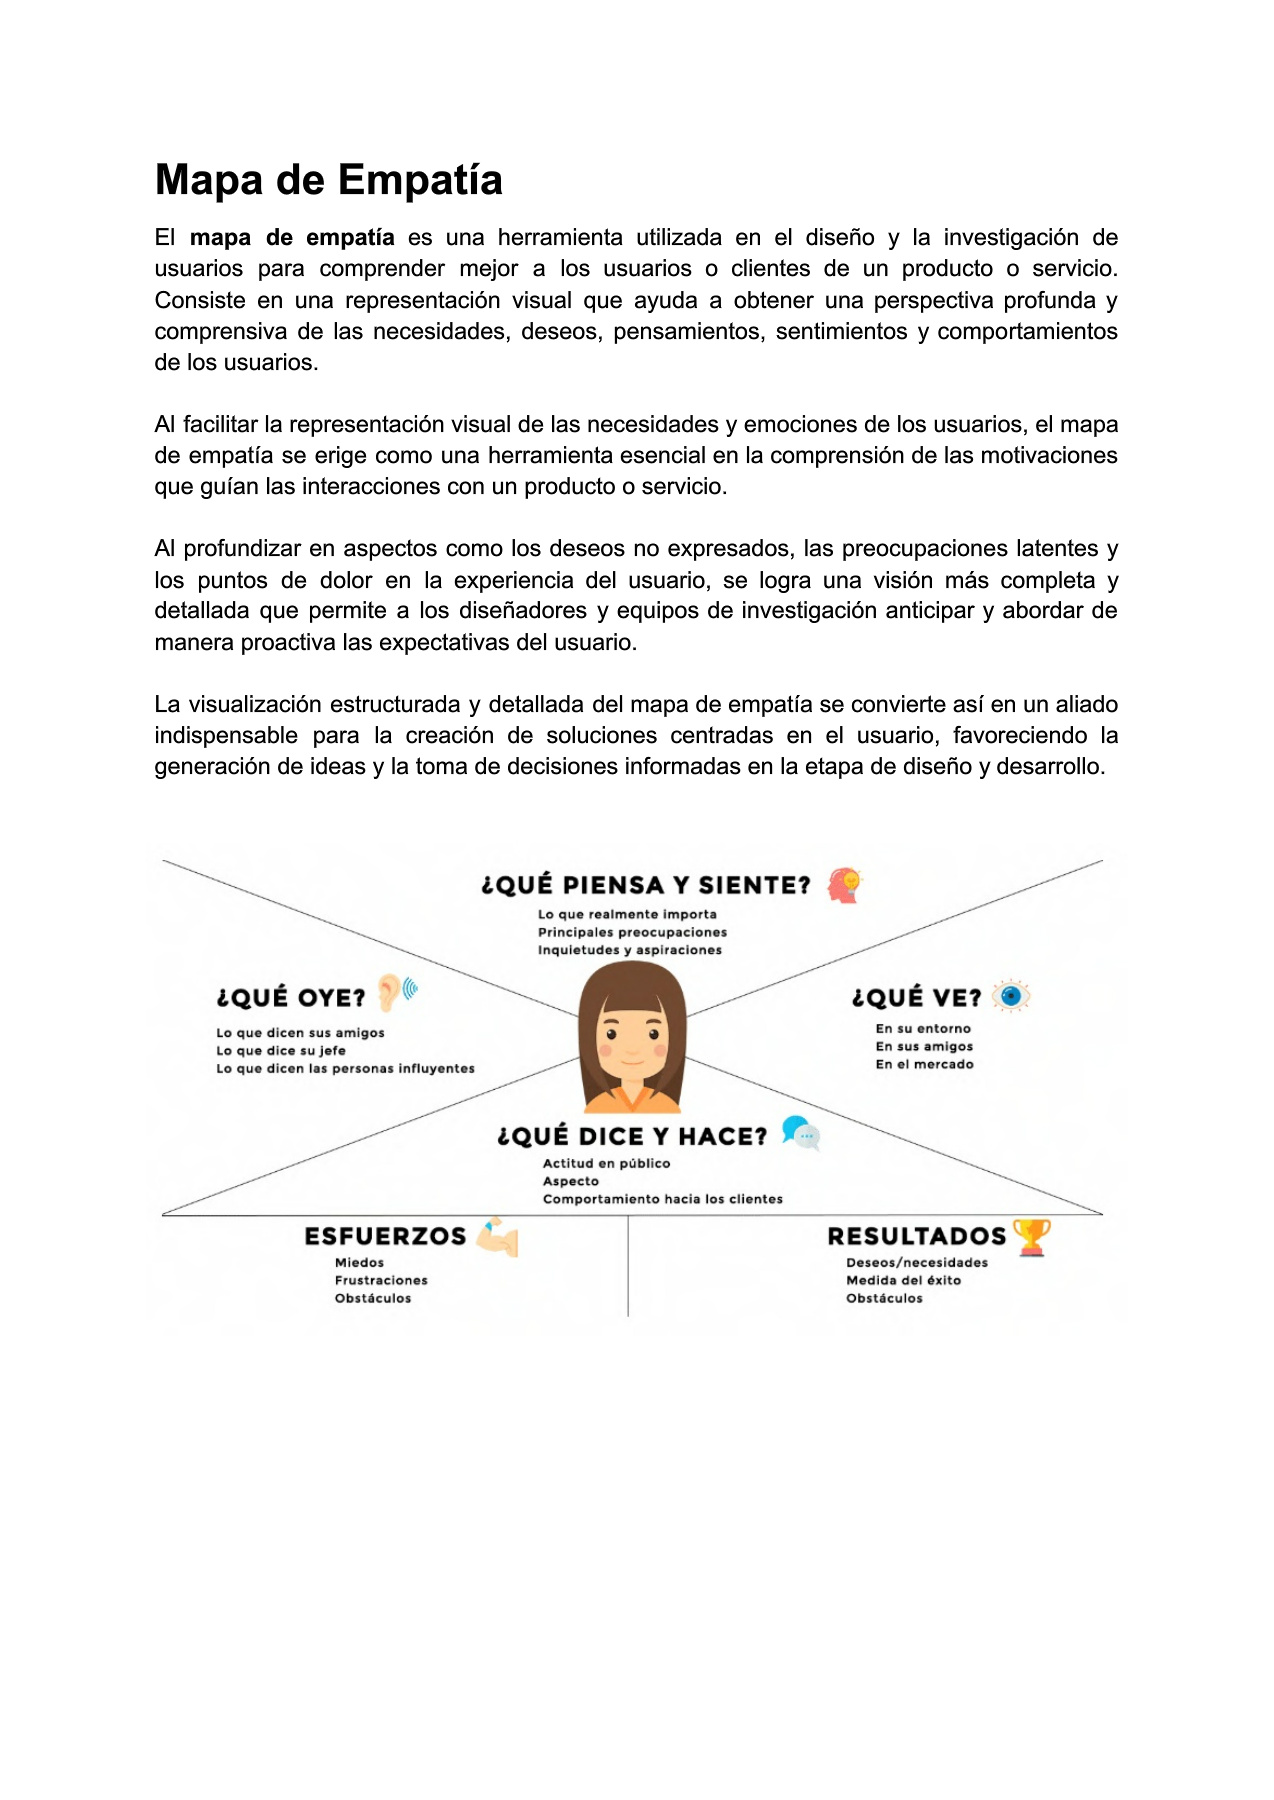 Mapa de Empatía
El mapa de empatía es una herramienta utilizada en el diseño y la investigación de
usuarios para comprender mejor a los usuarios o clientes de un producto o servicio.
Consiste en una representación visual que ayuda a obtener una perspectiva profunda y
comprensiva de las necesidades, deseos, pensamientos, sentimientos y comportamientos
de los usuarios.
Al facilitar la representación visual de las necesidades y emociones de los usuarios, el mapa
de empatía se erige como una herramienta esencial en la comprensión de las motivaciones
que guían las interacciones con un producto o servicio.
Al profundizar en aspectos como los deseos no expresados, las preocupaciones latentes y
los puntos de dolor en la experiencia del usuario, se logra una visión más completa y
detallada que permite a los diseñadores y equipos de investigación anticipar y abordar de
manera proactiva las expectativas del usuario.
La visualización estructurada y detallada del mapa de empatía se convierte así en un aliado
indispensable para la creación de soluciones centradas en el usuario, favoreciendo la
generación de ideas y la toma de decisiones informadas en la etapa de diseño y desarrollo.
¿QUÉ PIENSA Y SIENTE?
Lo que realmente importa
Principales preocupaciones
Inquietudes y aspiraciones
¿QUÉ OYE?
Lo que dicen sus amigos
Lo que dice su jefe
Lo que dicen las personas influyentes
¿QUÉ VE?
En su entorno
En sus amigos
En el mercado
¿QUÉ DICE Y HACE?
Actitud en público
Aspecto
Comportamiento hacia los clientes
ESFUERZOS
Miedos
Frustraciones
Obstáculos
RESULTADOS
Deseos/necesidades
Medida del éxito
Obstáculos